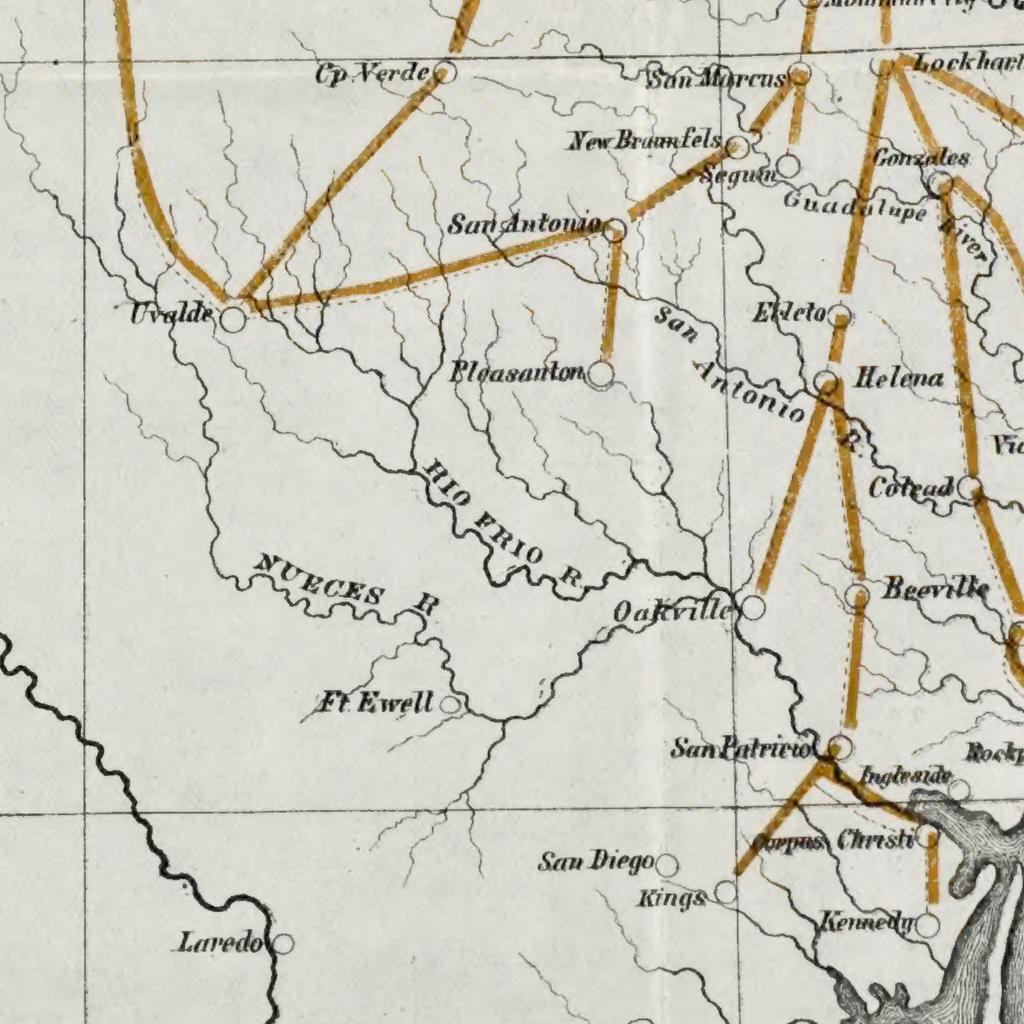 Lockhart
Cp. Verde
San Marcus
New Braunfels
Seguin
Gonzales
Guadalupe River
San Antonio
Uvalde
Ekleto
San Antonio R.
Pleasanton
Helena
RIO FRIO R.
Colead
NUECES R
Beeville
Oakville
Ft Ewell
San Patricio
Ingleside
Corpus Christi
San Diego
Kings
Kennedy
Laredo